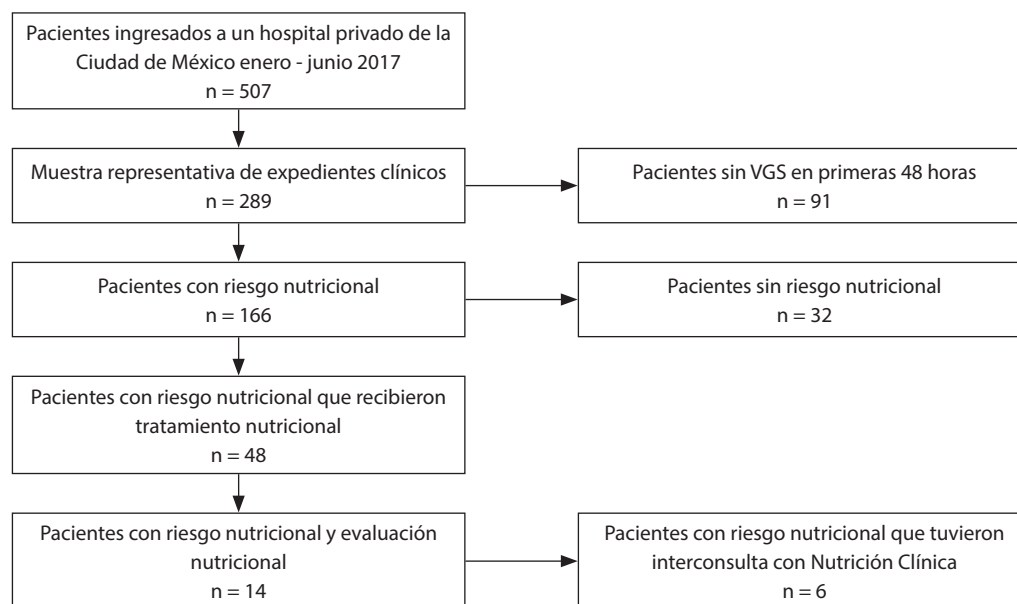 Pacientes ingresados a un hospital privado de la
Ciudad de México enero - junio 2017
n = 507
Muestra representativa de expedientes clínicos
n = 289
Pacientes sin VGS en primeras 48 horas
n = 91
Pacientes con riesgo nutricional
n = 166
Pacientes sin riesgo nutricional
n = 32
Pacientes con riesgo nutricional que recibieron
tratamiento nutricional
n = 48
Pacientes con riesgo nutricional y evaluación
nutricional
n = 14
Pacientes con riesgo nutricional que tuvieron
interconsulta con Nutrición Clínica
n = 6